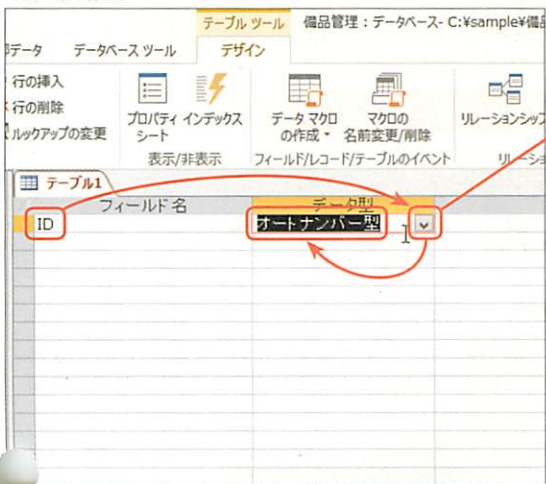 テーブル ツール 備品管理：データベース- C:¥sample¥備品
データ データベース ツール デザイン
行の挿入
行の削除
ルックアップの変更
プロパティ シート
インデックス
データ マクロ の作成
マクロの 名前変更/削除
リレーションシップ
表示/非表示 フィールド/レコード/テーブルのイベント
テーブル1
フィールド名 データ型
ID オートナンバー型